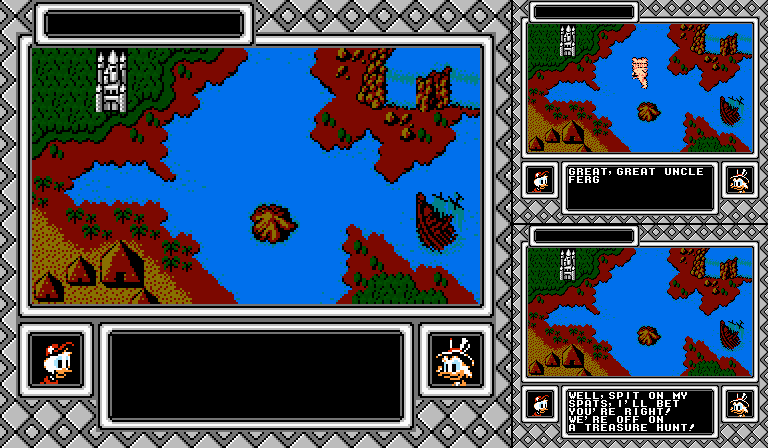 GREAT, GREAT UNCLE
FERG
WELL, SPIT ON MY
SPATS, I'LL BET
YOU'RE RIGHT!
WE'RE OFF ON
A TREASURE HUNT!